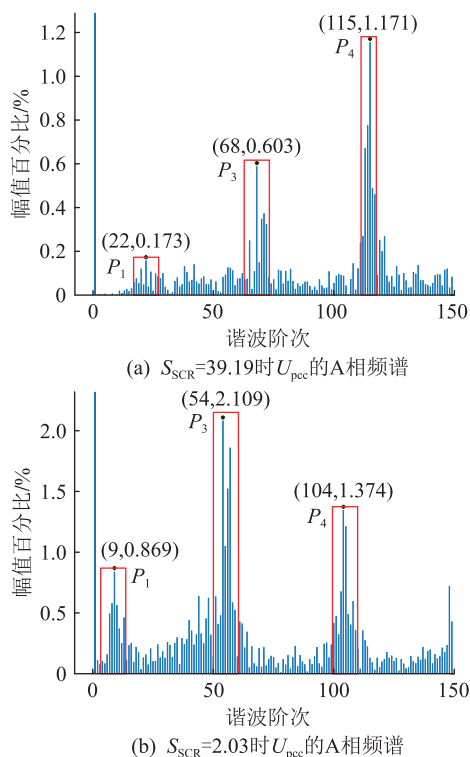 (115,1.171)
1.2
P4
1.0
幅值百分比/%
0.8
(68,0.603)
0.6
P3
0.4
(22,0.173)
0.2
P1
0
0 50 100 150
谐波阶次
(a) SSCR=39.19时Upcc的A相频谱
(54,2.109)
2.0
P3
幅值百分比/%
1.5
(104,1.374)
P4
1.0
(9,0.869)
P1
0.5
0
0 50 100 150
谐波阶次
(b) SSCR=2.03时Upcc的A相频谱